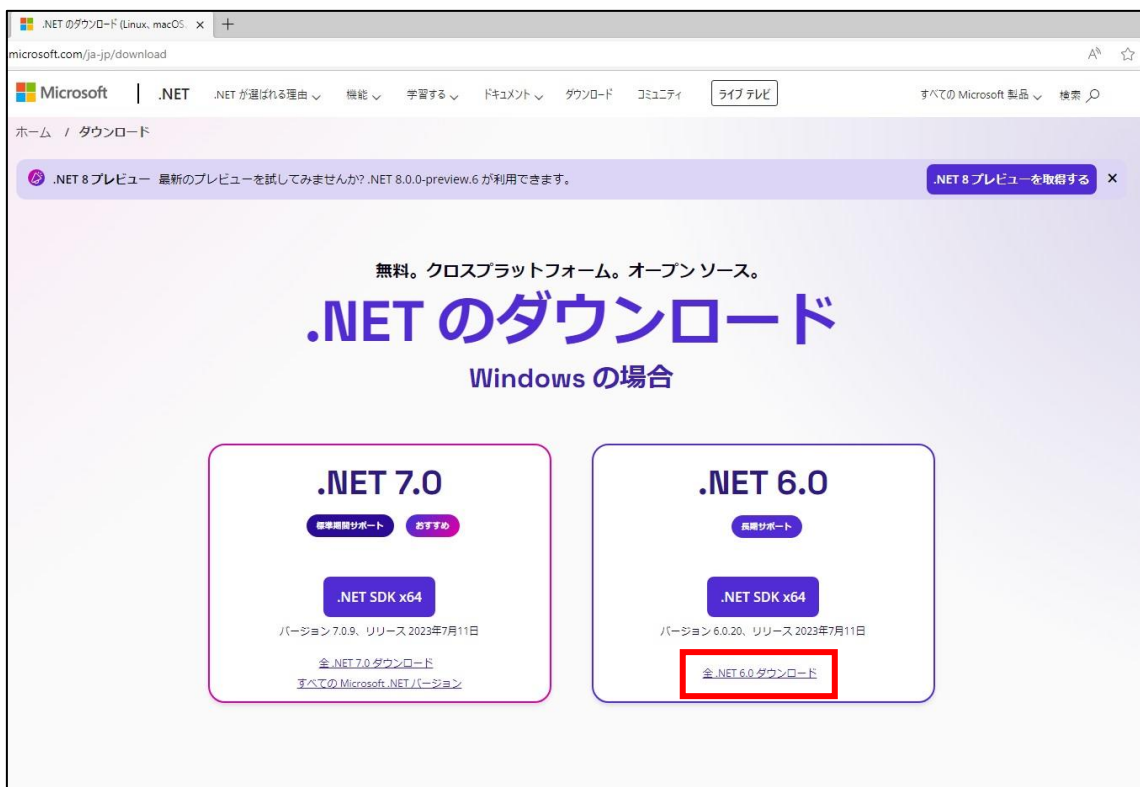 .NET のダウンロード (Linux、macOS、
microsoft.com/ja-jp/download
Microsoft .NET .NET が選ばれる理由 機能 学習する ドキュメント ダウンロード コミュニティ ライブ テレビ すべての Microsoft 製品 検索
ホーム / ダウンロード
.NET 8 プレビュー 最新のプレビューを試してみませんか? .NET 8.0.0-preview.6 が利用できます。 .NET 8 プレビューを取得する
無料。クロスプラットフォーム。オープン ソース。
.NET のダウンロード
Windows の場合
.NET 7.0
標準期間サポート おすすめ
.NET SDK x64
バージョン 7.0.9、リリース 2023年7月11日
全 .NET 7.0 ダウンロード
すべての Microsoft .NET バージョン
.NET 6.0
長期サポート
.NET SDK x64
バージョン 6.0.20、リリース 2023年7月11日
全 .NET 6.0 ダウンロード